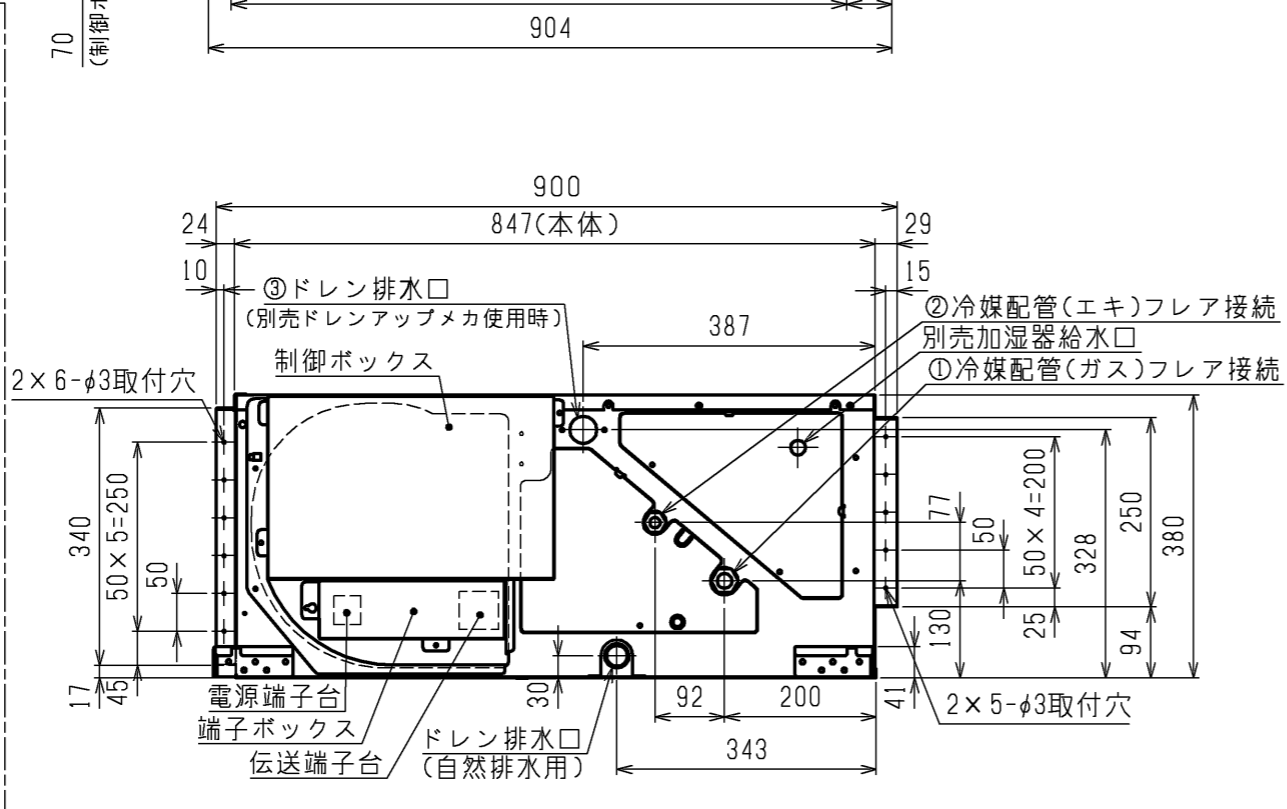 904
70
(制御ボ
900
24
847(本体)
29
10
15
③ドレン排水口
(別売ドレンアップメカ使用時)
387
②冷媒配管(エキ)フレア接続
別売加湿器給水口
①冷媒配管(ガス)フレア接続
制御ボックス
2×6-φ3取付穴
340
50×5=250
50
17
45
77
50
50×4=200
328
250
380
130
25
94
41
30
92
200
343
電源端子台
端子ボックス
伝送端子台
ドレン排水口
(自然排水用)
2×5-φ3取付穴